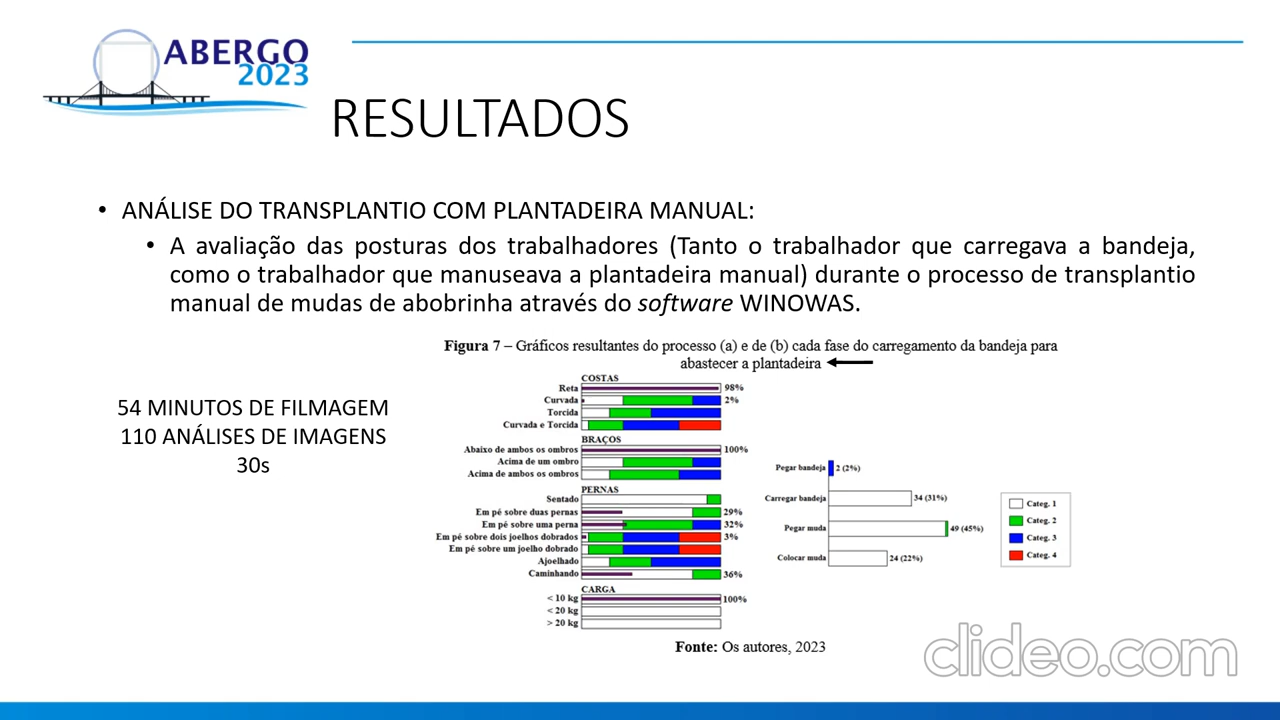 ABERGO
2023
RESULTADOS
• ANÁLISE DO TRANSPLANTIO COM PLANTADEIRA MANUAL:
• A avaliação das posturas dos trabalhadores (Tanto o trabalhador que carregava a bandeja,
como o trabalhador que manuseava a plantadeira manual) durante o processo de transplantio
manual de mudas de abobrinha através do software WINOWAS.
Figura 7 – Gráficos resultantes do processo (a) e de (b) cada fase do carregamento da bandeja para
abastecer a plantadeira
54 MINUTOS DE FILMAGEM
110 ANÁLISES DE IMAGENS
30s
COSTAS
Reta 98%
Curvada 2%
Torcida
Curvada e Torcida
BRAÇOS
Abaixo de ambos os ombros 100%
Acima de um ombro
Acima de ambos os ombros
PERNAS
Sentado
Em pé sobre duas pernas 29%
Em pé sobre uma perna 32%
Em pé sobre dois joelhos dobrados 3%
Em pé sobre um joelho dobrado
Ajoelhado
Caminhando 36%
CARGA
< 10 kg 100%
< 20 kg
> 20 kg
Pegar bandeja 2 (2%)
Carregar bandeja 34 (31%)
Pegar muda 49 (45%)
Colocar muda 24 (22%)
Categ. 1
Categ. 2
Categ. 3
Categ. 4
Fonte: Os autores, 2023
clideo.com